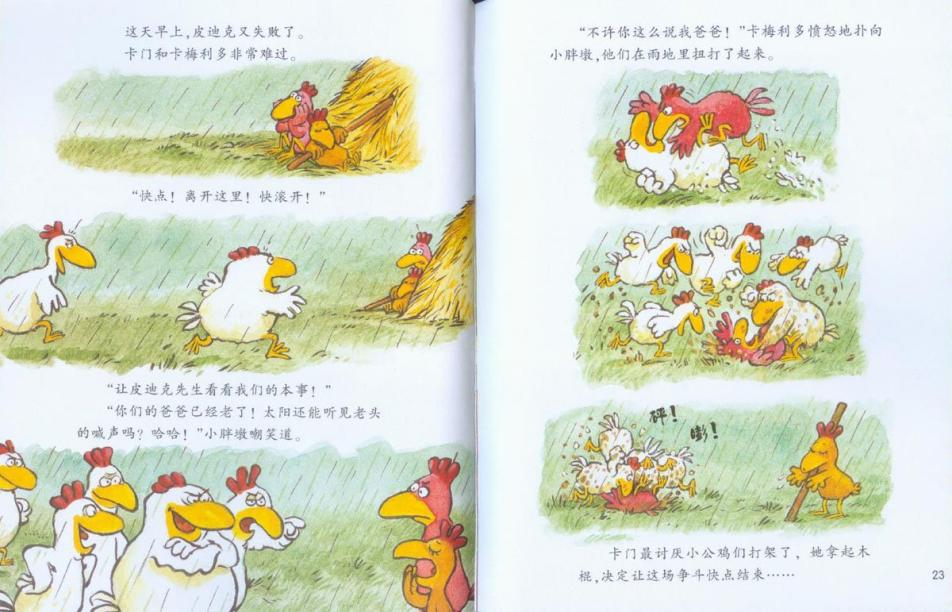 这天早上,皮迪克又失败了。
卡门和卡梅利多非常难过。
“快点！离开这里！快滚开！”
“让皮迪克先生看看我们的本事！”
“你们的爸爸已经老了！太阳还能听见老头
的喊声吗？哈哈！”小胖墩嘲笑道。
“不许你这么说我爸爸！”卡梅利多愤怒地扑向
小胖墩,他们在雨地里扭打了起来。
砰！
嘭！
卡门最讨厌小公鸡们打架了，她拿起木
棍,决定让这场争斗快点结束……
23